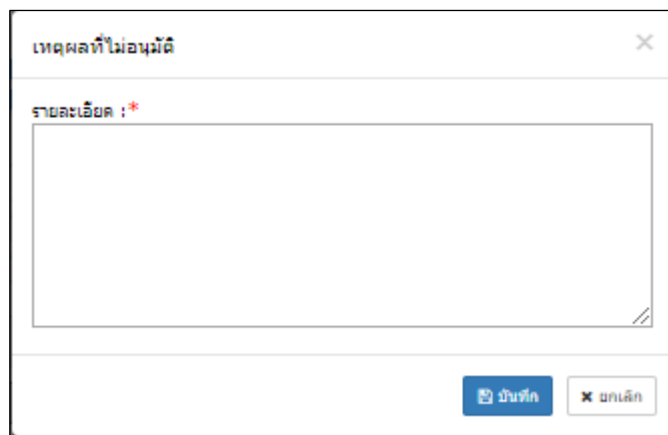 เหตุผลที่ไม่อนุมัติ
รายละเอียด :*
บันทึก
ยกเลิก